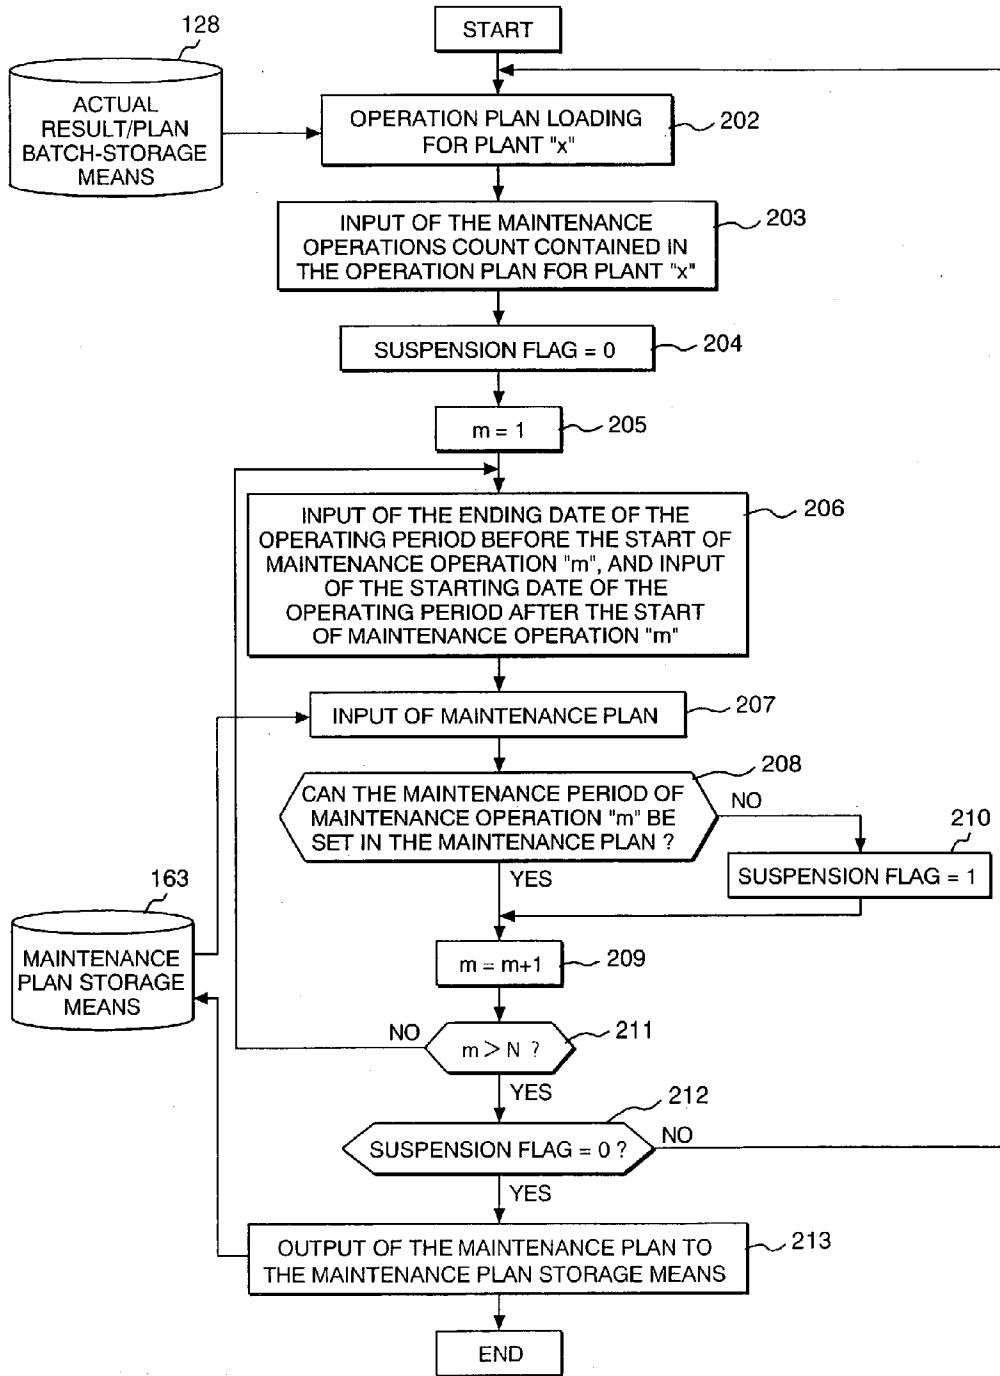 START
128
ACTUAL
RESULT/PLAN
BATCH-STORAGE
MEANS
OPERATION PLAN LOADING
FOR PLANT "x"
202
INPUT OF THE MAINTENANCE
OPERATIONS COUNT CONTAINED IN
THE OPERATION PLAN FOR PLANT "x"
203
SUSPENSION FLAG = 0
204
m = 1
205
INPUT OF THE ENDING DATE OF THE
OPERATING PERIOD BEFORE THE START OF
MAINTENANCE OPERATION "m", AND INPUT
OF THE STARTING DATE OF THE
OPERATING PERIOD AFTER THE START
OF MAINTENANCE OPERATION "m"
206
INPUT OF MAINTENANCE PLAN
207
CAN THE MAINTENANCE PERIOD OF
MAINTENANCE OPERATION "m" BE
SET IN THE MAINTENANCE PLAN ?
208
NO
210
SUSPENSION FLAG = 1
YES
163
MAINTENANCE
PLAN STORAGE
MEANS
m = m+1
209
NO
m > N ?
211
YES
212
SUSPENSION FLAG = 0 ?
NO
YES
OUTPUT OF THE MAINTENANCE PLAN TO
THE MAINTENANCE PLAN STORAGE MEANS
213
END